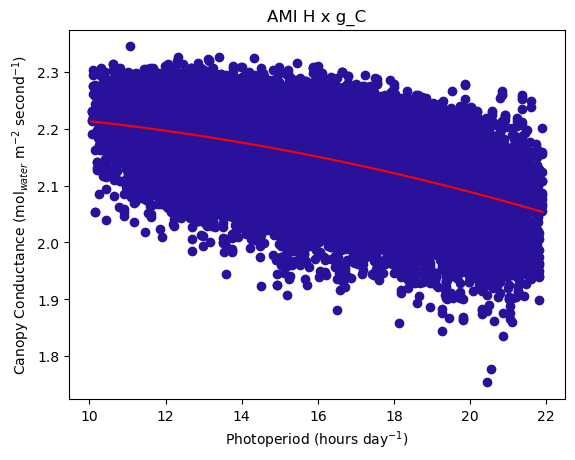 AMI H x g_C
Canopy Conductance (mol_water m⁻² second⁻¹)
2.3
2.2
2.1
2.0
1.9
1.8
10 12 14 16 18 20 22
Photoperiod (hours day⁻¹)